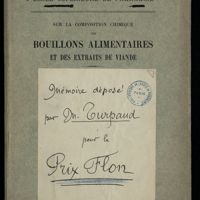 SUR LA COMPOSITION CHIMIQUE
DES
BOUILLONS ALIMENTAIRES
ET DES EXTRAITS DE VIANDE
Mémoire déposé
par M. Turpaud
pour le
Prix Flon